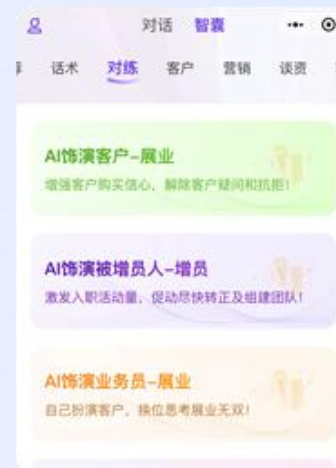 对话 智囊
话术 对练 客户 营销 谈资
AI饰演客户-展业
增强客户购买信心、解除客户疑问和抗拒!
AI饰演被增员人-增员
激发入职活动量、促动尽快转正及组建团队!
AI饰演业务员-展业
自己扮演客户、换位思考展业无双!